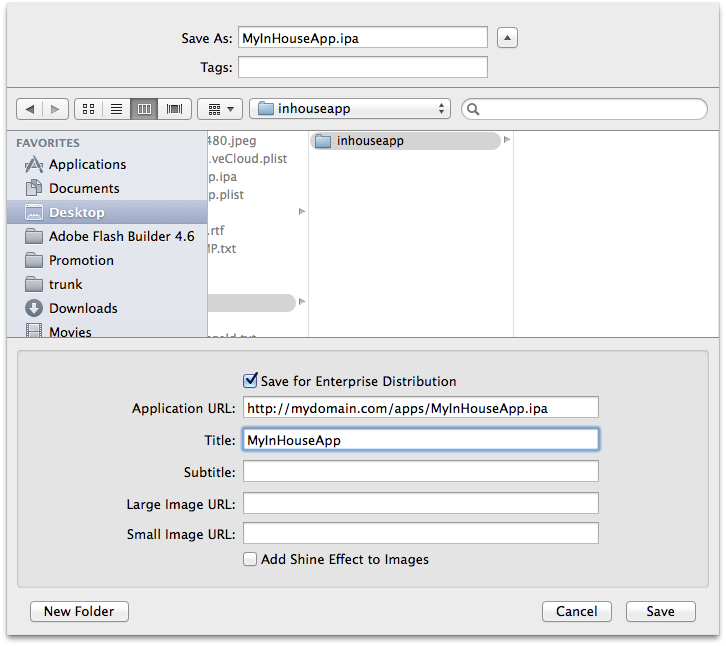 Save As: MyInHouseApp.ipa
Tags:
inhouseapp
FAVORITES
Applications
Documents
Desktop
Adobe Flash Builder 4.6
Promotion
trunk
Downloads
Movies
480.jpeg
.veCloud.plist
p.ipa
p.plist
.rtf
MP.txt
inhouseapp
Save for Enterprise Distribution
Application URL: http://mydomain.com/apps/MyInHouseApp.ipa
Title: MyInHouseApp
Subtitle:
Large Image URL:
Small Image URL:
Add Shine Effect to Images
New Folder
Cancel
Save